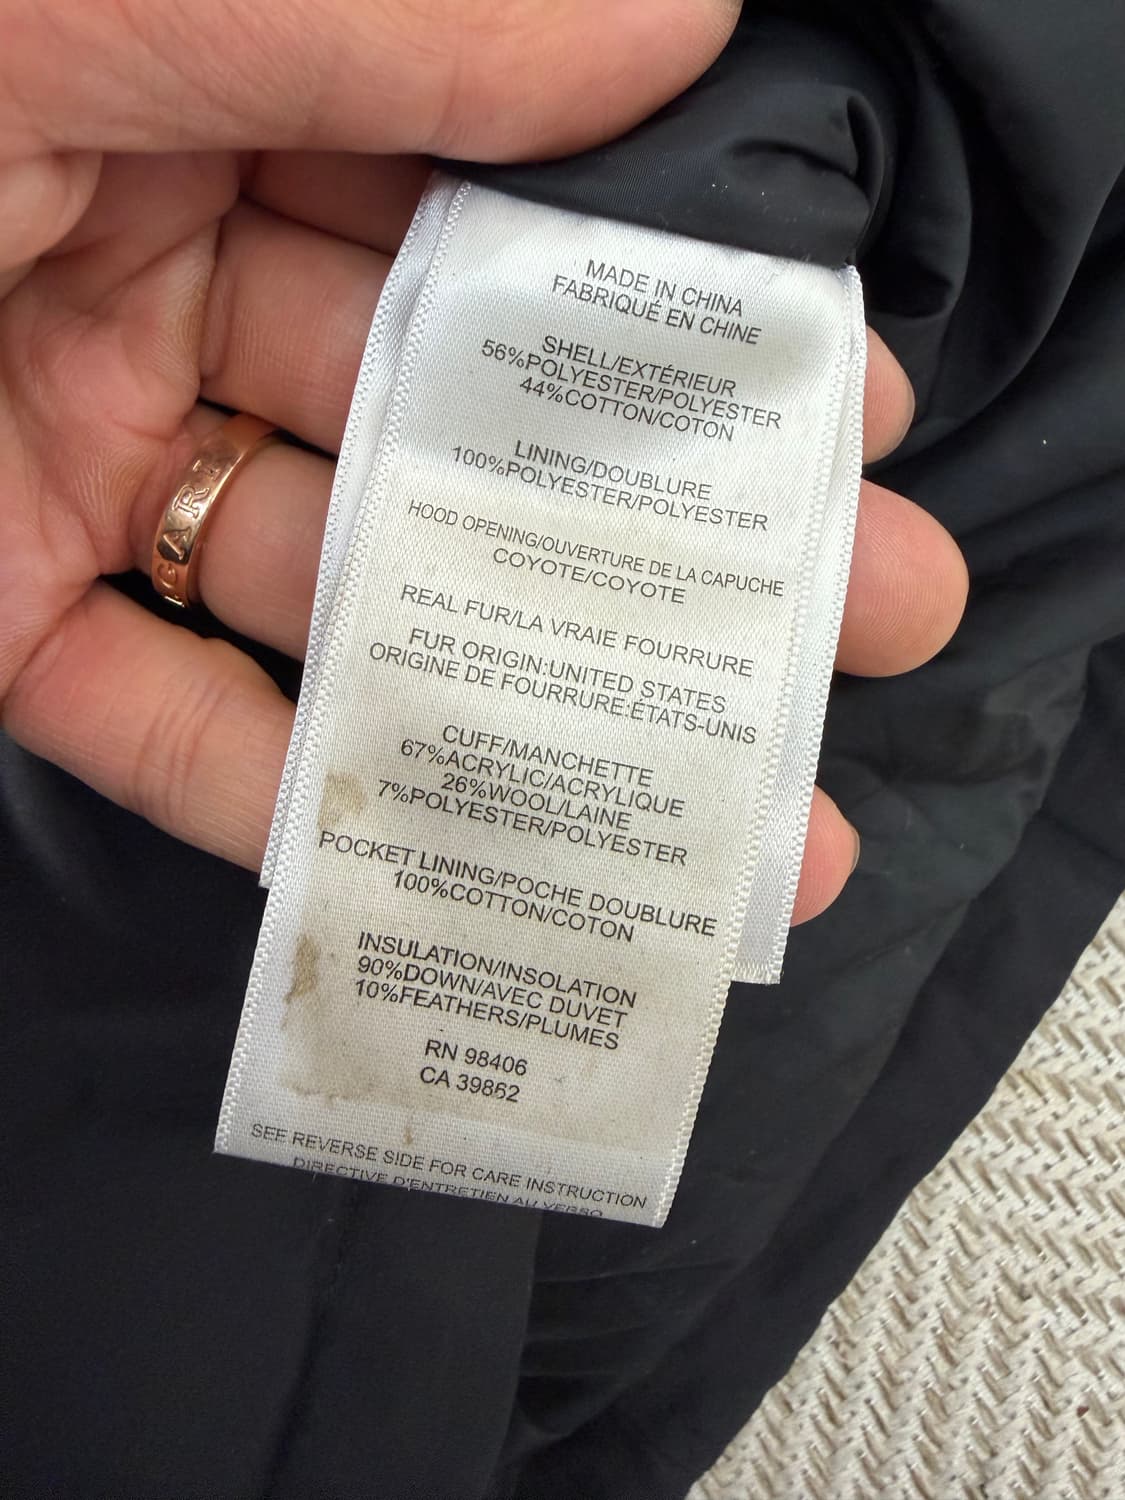 MADE IN CHINA
FABRIQUÉ EN CHINE
SHELL/EXTÉRIEUR
56%POLYESTER/POLYESTER
44%COTTON/COTON
LINING/DOUBLURE
100%POLYESTER/POLYESTER
HOOD OPENING/OUVERTURE DE LA CAPUCHE
COYOTE/COYOTE
REAL FUR/LA VRAIE FOURRURE
FUR ORIGIN:UNITED STATES
ORIGINE DE FOURRURE:ÉTATS-UNIS
CUFF/MANCHETTE
67%ACRYLIC/ACRYLIQUE
26%WOOL/LAINE
7%POLYESTER/POLYESTER
POCKET LINING/POCHE DOUBLURE
100%COTTON/COTON
INSULATION/INSOLATION
90%DOWN/AVEC DUVET
10%FEATHERS/PLUMES
RN 98406
CA 39862
SEE REVERSE SIDE FOR CARE INSTRUCTION
DIRECTIVE D'ENTRETIEN AU VERSO